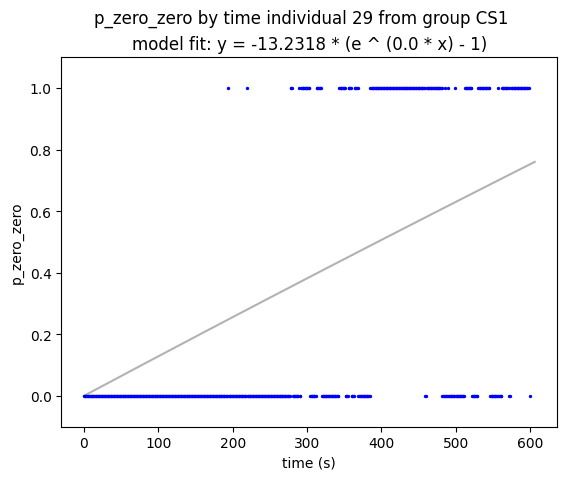 p_zero_zero by time individual 29 from group CS1
model fit: y = -13.2318 * (e ^ (0.0 * x) - 1)
1.0
0.8
0.6
0.4
0.2
0.0
p_zero_zero
0 100 200 300 400 500 600
time (s)